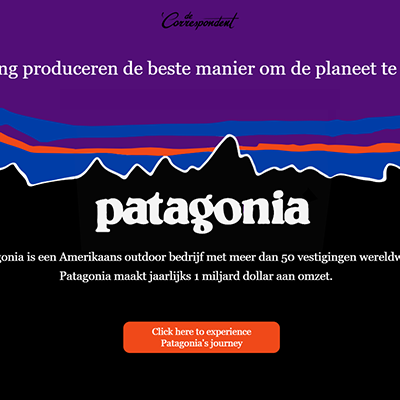 de
Correspondent
ng produceren de beste manier om de planeet te
patagonia
gonia is een Amerikaans outdoor bedrijf met meer dan 50 vestigingen wereldw
Patagonia maakt jaarlijks 1 miljard dollar aan omzet.
Click here to experience
Patagonia's journey